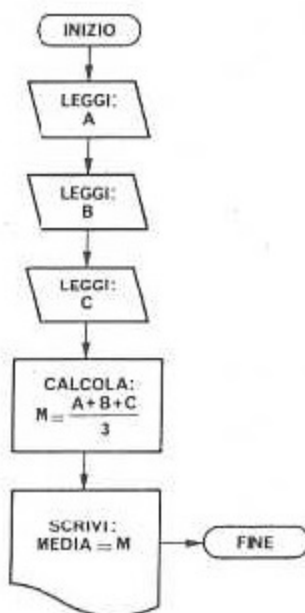 INIZIO
LEGGI:
A
LEGGI:
B
LEGGI:
C
CALCOLA:
M = A+B+C
3
SCRIVI:
MEDIA = M
FINE